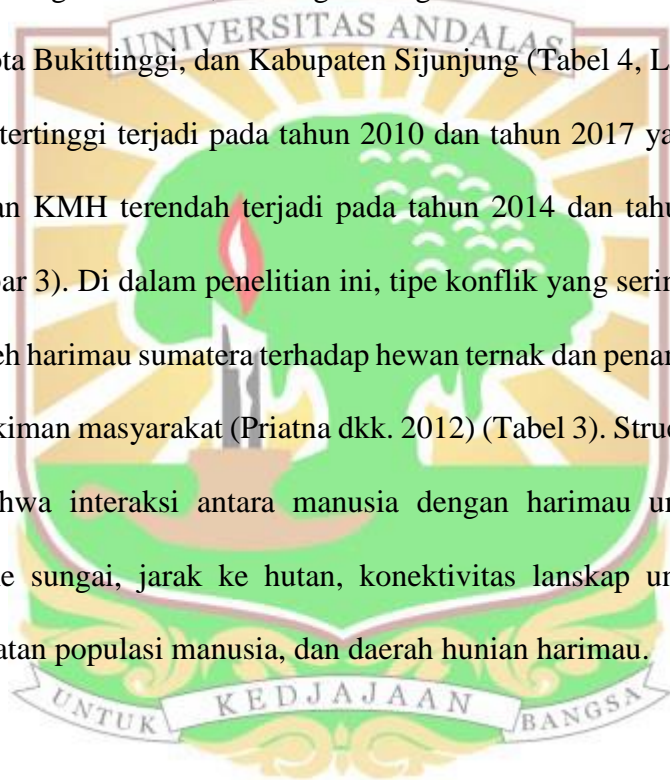 UNIVERSITAS ANDALAS
Bukittinggi, dan Kabupaten Sijunjung (Tabel 4, L
tertinggi terjadi pada tahun 2010 dan tahun 2017 ya
an KMH terendah terjadi pada tahun 2014 dan tahu
ar 3). Di dalam penelitian ini, tipe konflik yang serin
eh harimau sumatera terhadap hewan ternak dan penar
kiman masyarakat (Priatna dkk. 2012) (Tabel 3). Struc
hwa interaksi antara manusia dengan harimau un
e sungai, jarak ke hutan, konektivitas lanskap un
atan populasi manusia, dan daerah hunian harimau.
UNTUK KEDJAJAAN BANGSA